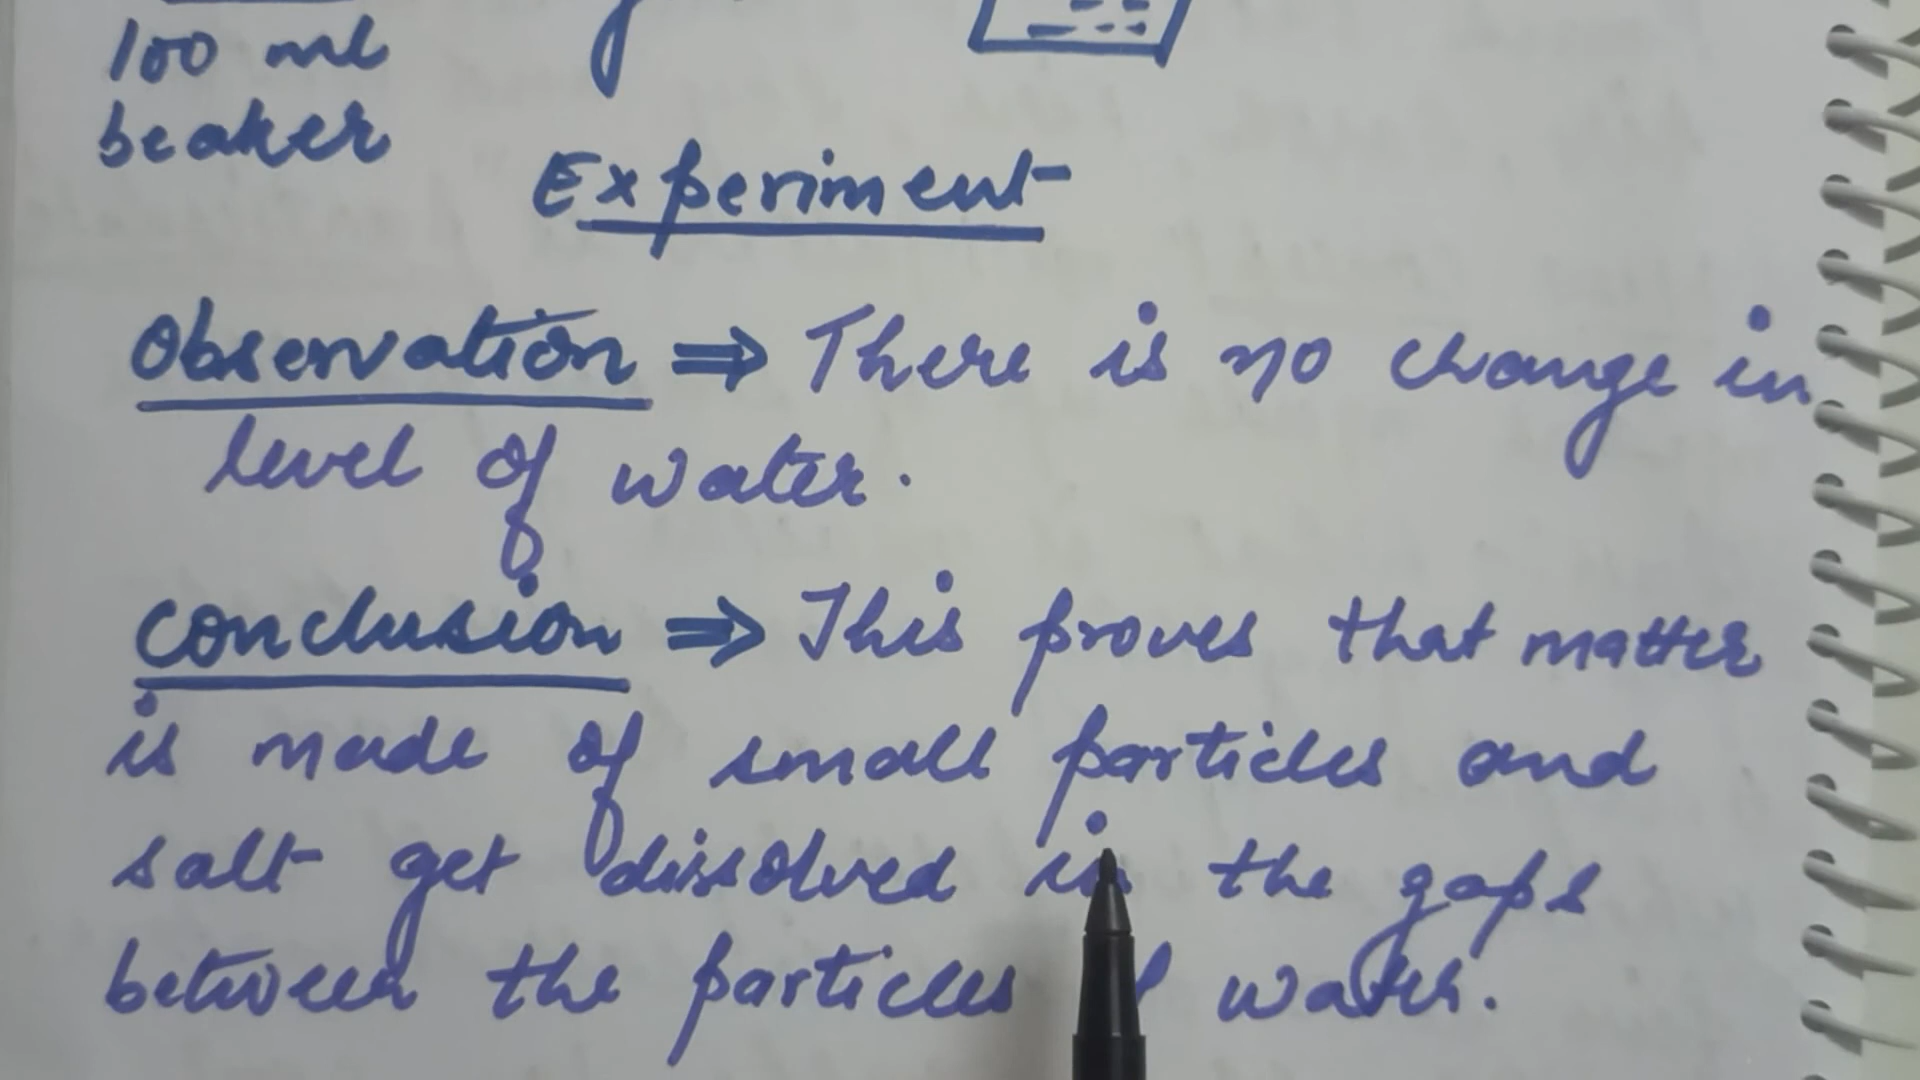 100 ml
beaker
Experiment
Observation ⇒ There is no change in
level of water.
Conclusion ⇒ This proves that matter
is made of small particles and
salt get dissolved in the gaps
between the particles water.